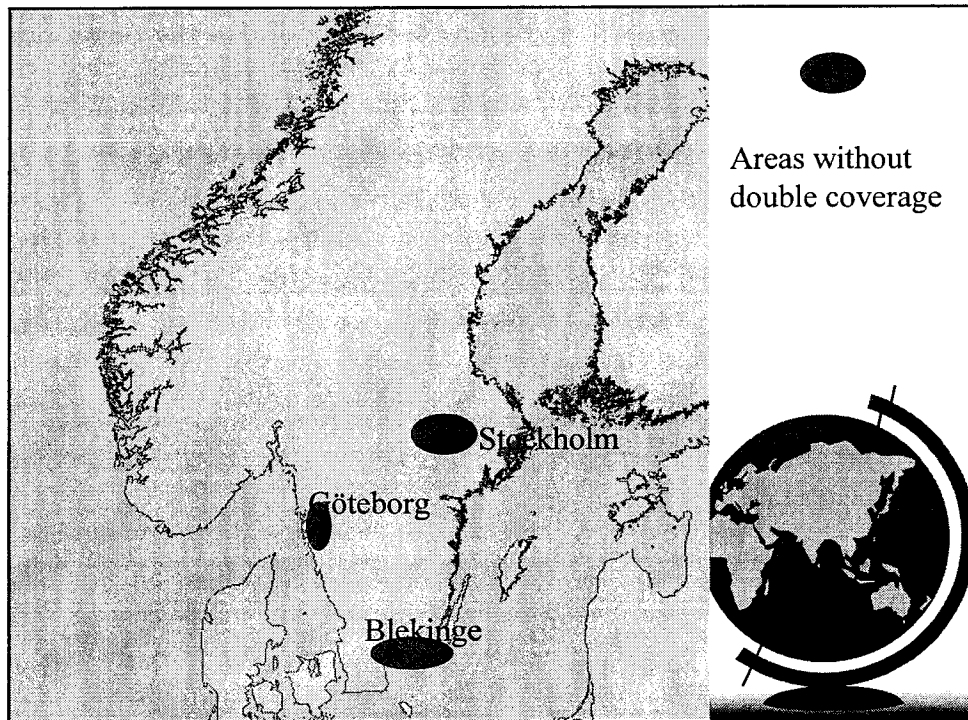 Areas without
double coverage
Stockholm
Göteborg
Blekinge